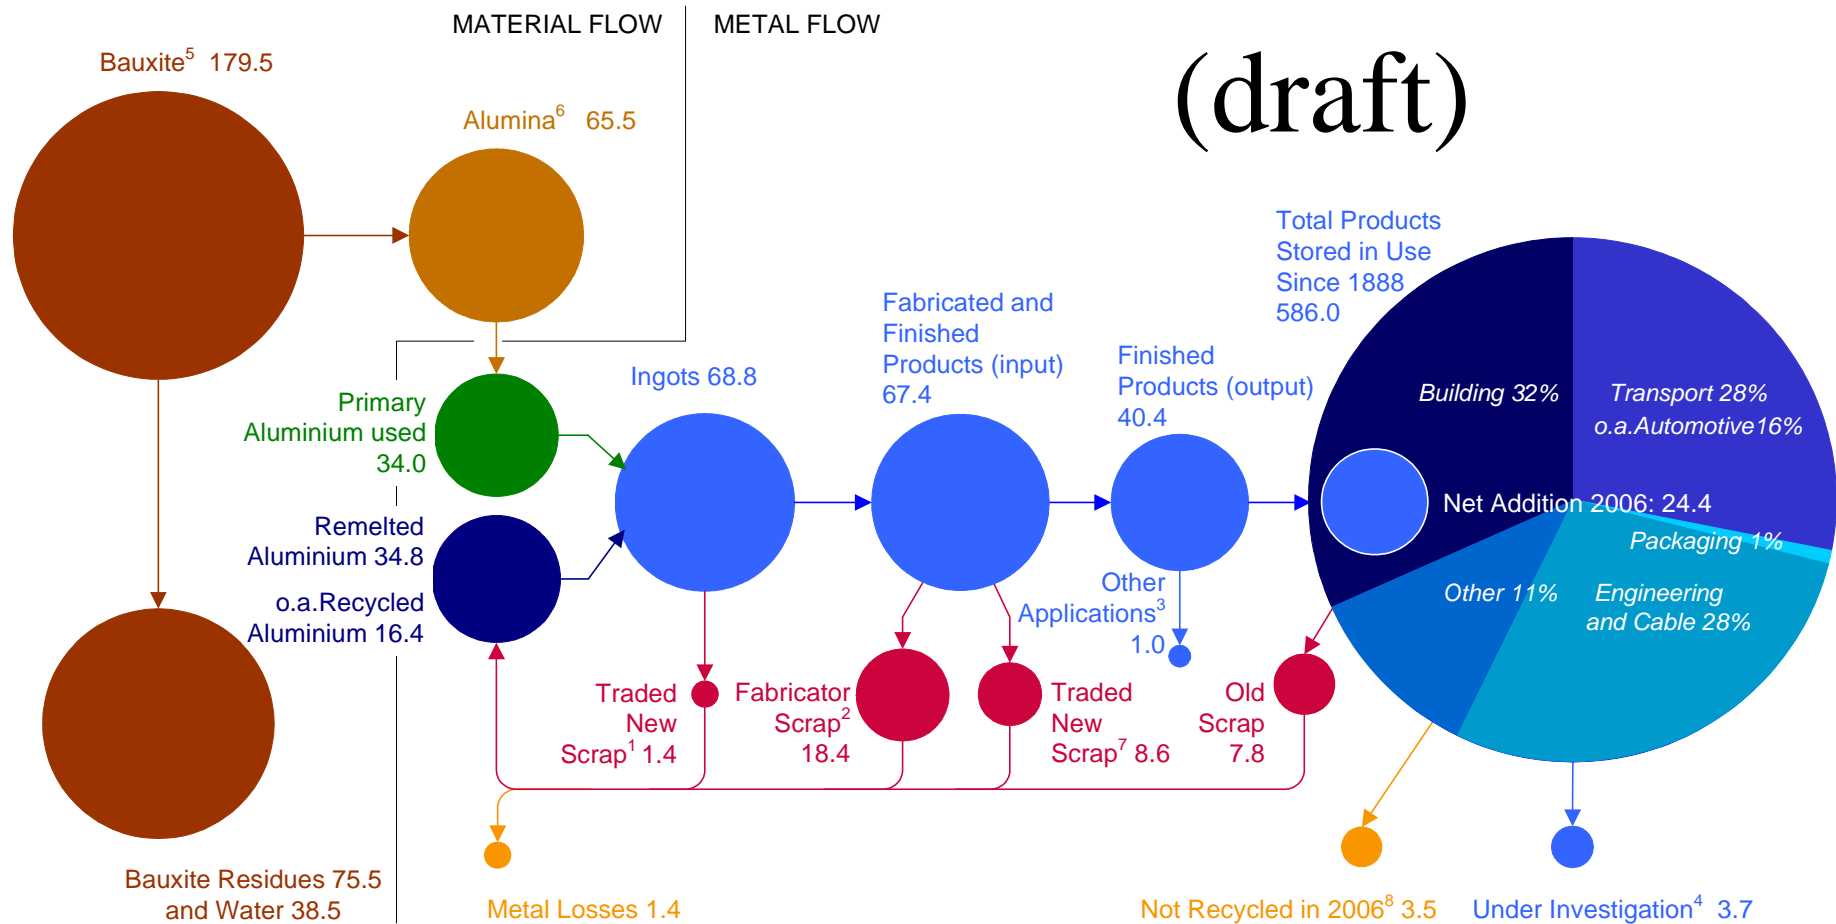 MATERIAL FLOW
METAL FLOW
(draft)
Bauxite⁵ 179.5
Alumina⁶ 65.5
Total Products
Stored in Use
Since 1888
586.0
Fabricated and
Finished
Products (input)
67.4
Finished
Products (output)
40.4
Ingots 68.8
Primary
Aluminium used
34.0
Building 32%
Transport 28%
o.a.Automotive16%
Net Addition 2006: 24.4
Packaging 1%
Other 11%
Engineering
and Cable 28%
Remelted
Aluminium 34.8
o.a.Recycled
Aluminium 16.4
Other
Applications³
1.0
Traded
New
Scrap¹ 1.4
Fabricator
Scrap²
18.4
Traded
New
Scrap⁷ 8.6
Old
Scrap
7.8
Bauxite Residues 75.5
and Water 38.5
Metal Losses 1.4
Not Recycled in 2006⁸ 3.5
Under Investigation⁴ 3.7